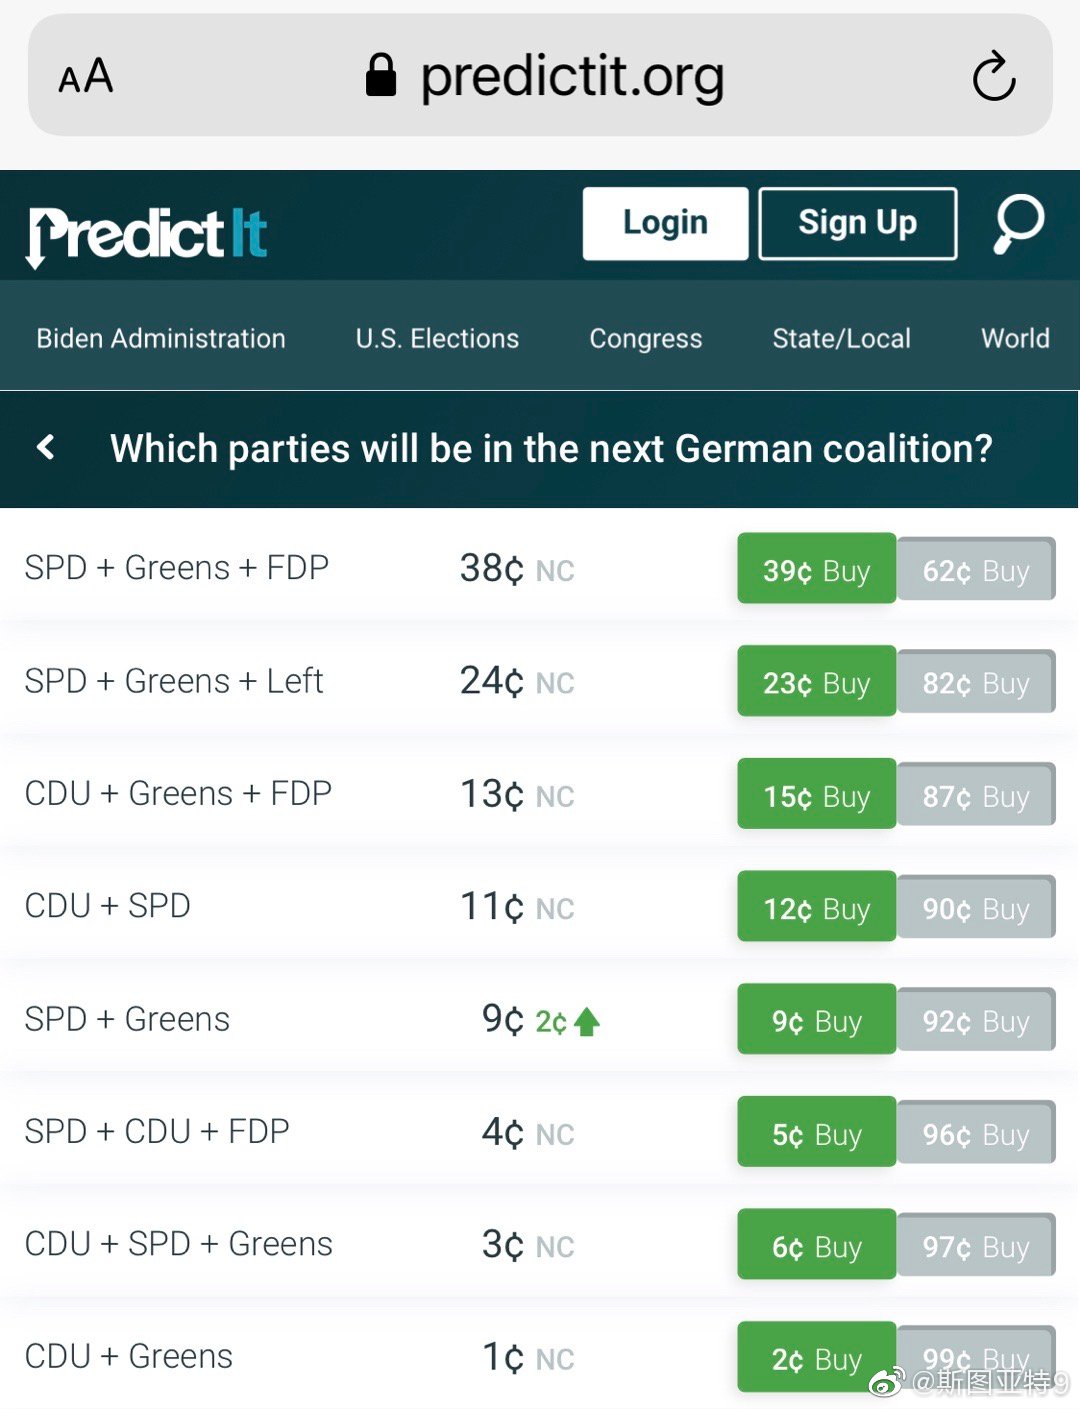 AA predictit.org
PredictIt Login Sign Up
Biden Administration U.S. Elections Congress State/Local World
Which parties will be in the next German coalition?
SPD + Greens + FDP 38¢ NC 39¢ Buy 62¢ Buy
SPD + Greens + Left 24¢ NC 23¢ Buy 82¢ Buy
CDU + Greens + FDP 13¢ NC 15¢ Buy 87¢ Buy
CDU + SPD 11¢ NC 12¢ Buy 90¢ Buy
SPD + Greens 9¢ 2¢ 9¢ Buy 92¢ Buy
SPD + CDU + FDP 4¢ NC 5¢ Buy 96¢ Buy
CDU + SPD + Greens 3¢ NC 6¢ Buy 97¢ Buy
CDU + Greens 1¢ NC 2¢ Buy 99¢ Buy
@斯图亚特9